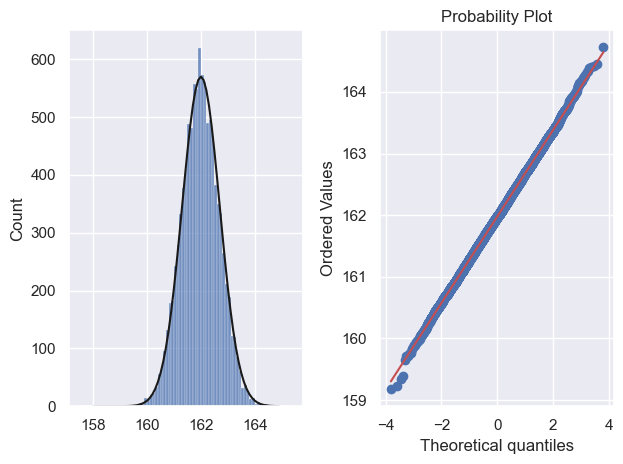 Probability Plot
600
500
400
300
200
100
0
Count
158 160 162 164
164
163
162
161
160
159
Ordered Values
−4 −2 0 2 4
Theoretical quantiles